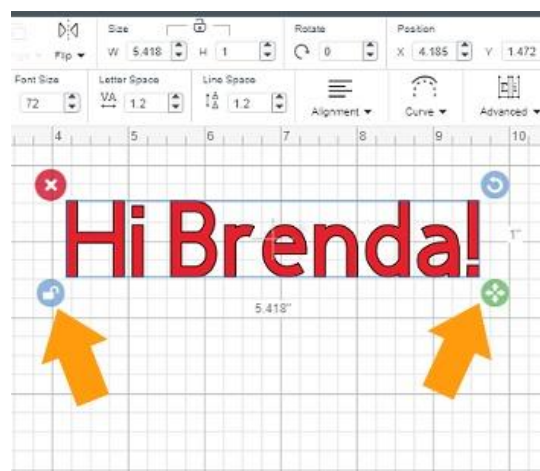 Size Rotate Position
Flip W 5.418 H 1 0 X 4.185 Y 1.472
Font Size Letter Space Line Space
72 VA 1.2 1.2 Alignment Curve Advanced
4 5 6 7 8 9 10
Hi Brenda!
1"
5.418"